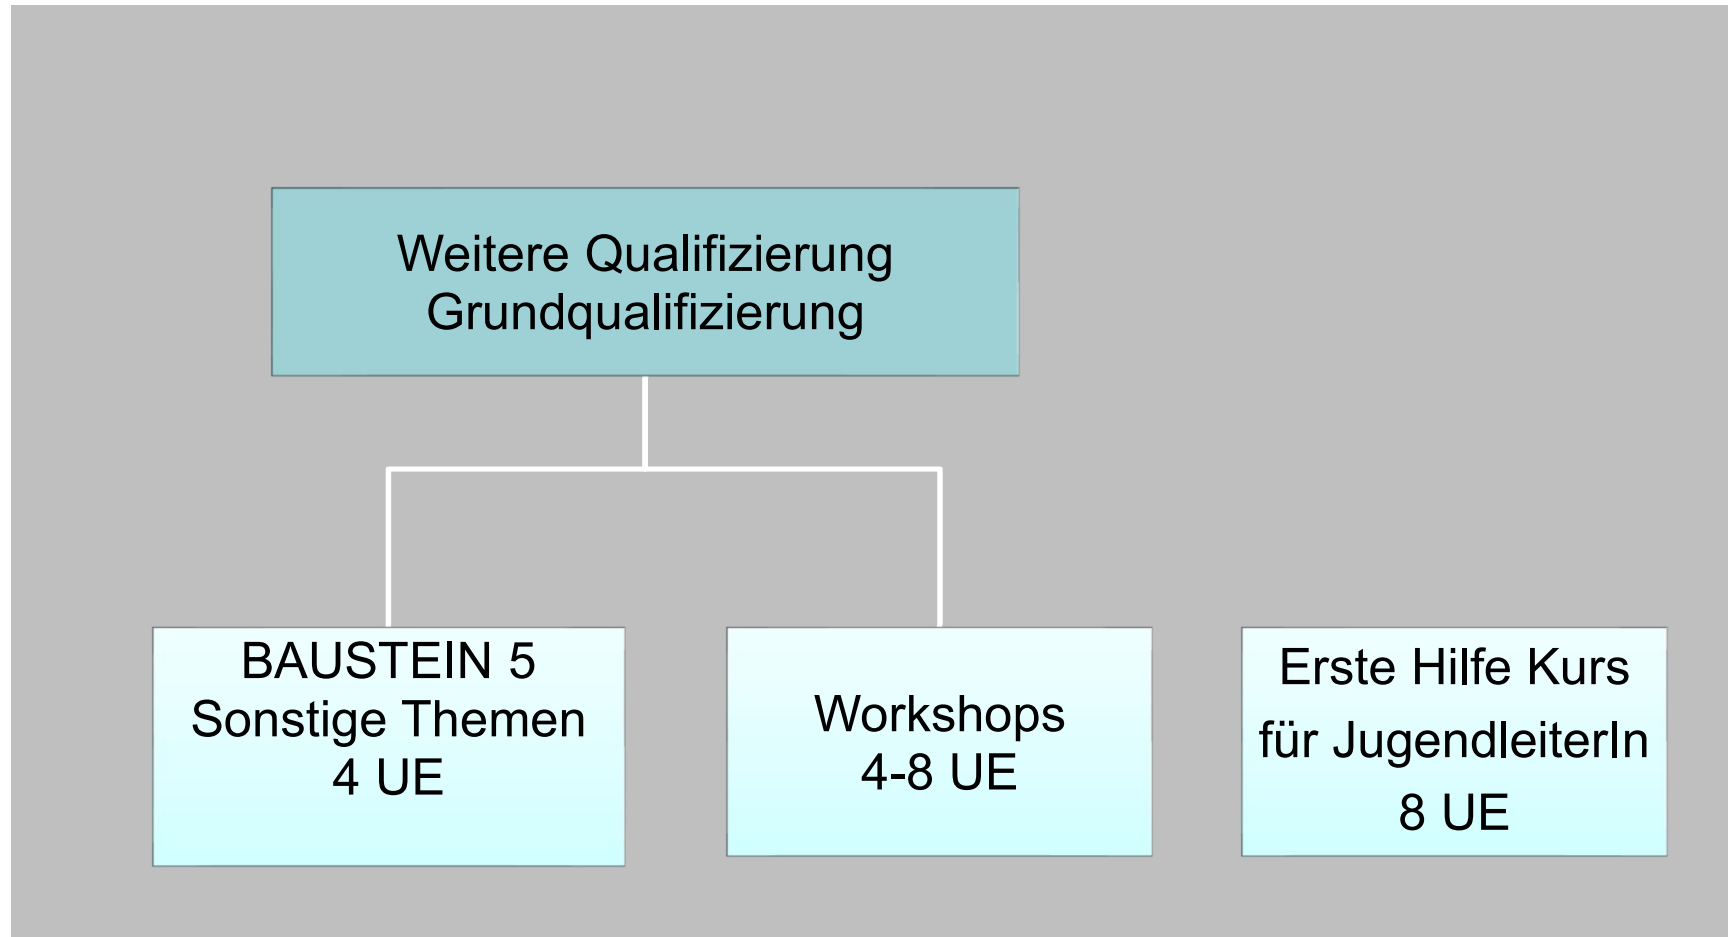 Weitere Qualifizierung
Grundqualifizierung
BAUSTEIN 5
Sonstige Themen
4 UE
Workshops
4-8 UE
Erste Hilfe Kurs
für JugendleiterIn
8 UE